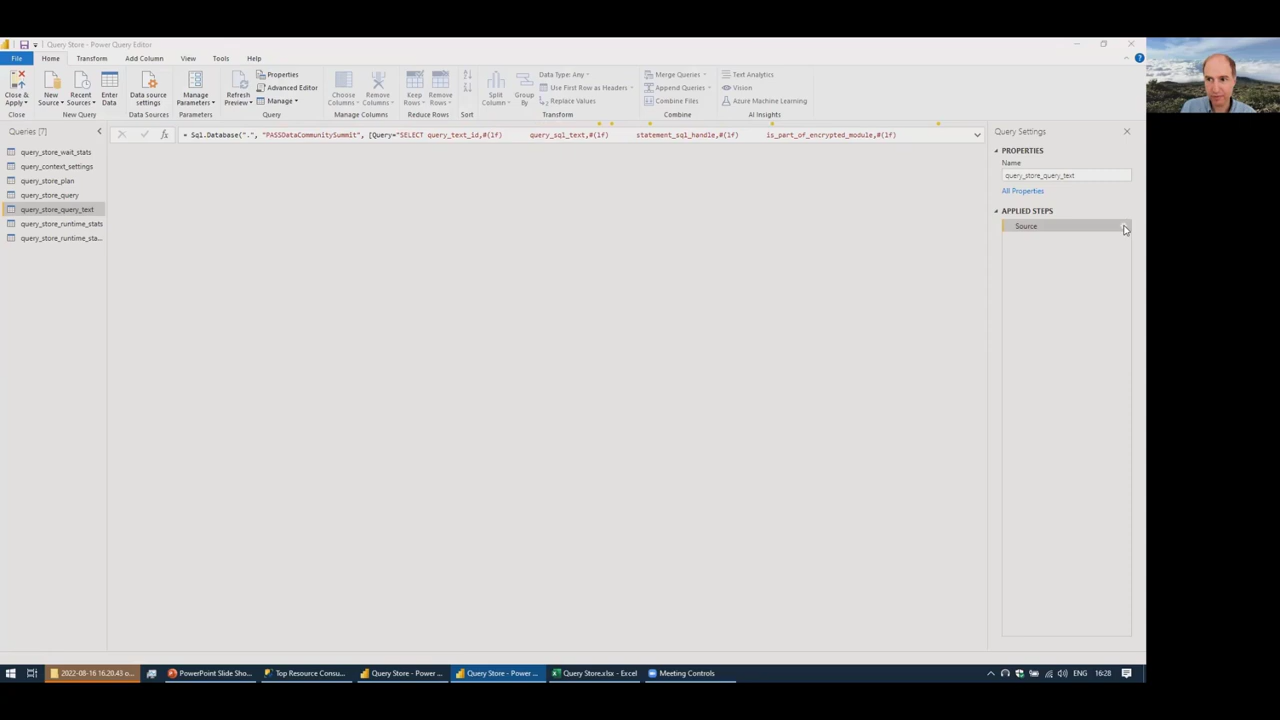 Query Store - Power Query Editor
File Home Transform Add Column View Tools Help
Close & Apply
New Source
Recent Sources
Enter Data
Data source settings
Manage Parameters
Refresh Preview
Properties
Advanced Editor
Manage
Choose Columns
Remove Columns
Keep Rows
Remove Rows
Split Column
Group By
Data Type: Any
Use First Row as Headers
Replace Values
Merge Queries
Append Queries
Combine Files
Text Analytics
Vision
Azure Machine Learning
Close New Query Data Sources Parameters Query Manage Columns Reduce Rows Sort Transform Combine AI Insights
Queries [7]
= Sql.Database(".", "PASSDataCommunitySummit", [Query="SELECT query_text_id,#(lf) query_sql_text,#(lf) statement_sql_handle,#(lf) is_part_of_encrypted_module,#(lf)
query_store_wait_stats
query_context_settings
query_store_plan
query_store_query
query_store_query_text
query_store_runtime_stats
query_store_runtime_sta...
Query Settings
PROPERTIES
Name
query_store_query_text
All Properties
APPLIED STEPS
Source
2022-08-16 16.20.43 o...
PowerPoint Slide Sho...
Top Resource Consu...
Query Store - Power ...
Query Store - Power ...
Query Store.xlsx - Excel
Meeting Controls
ENG
16:28